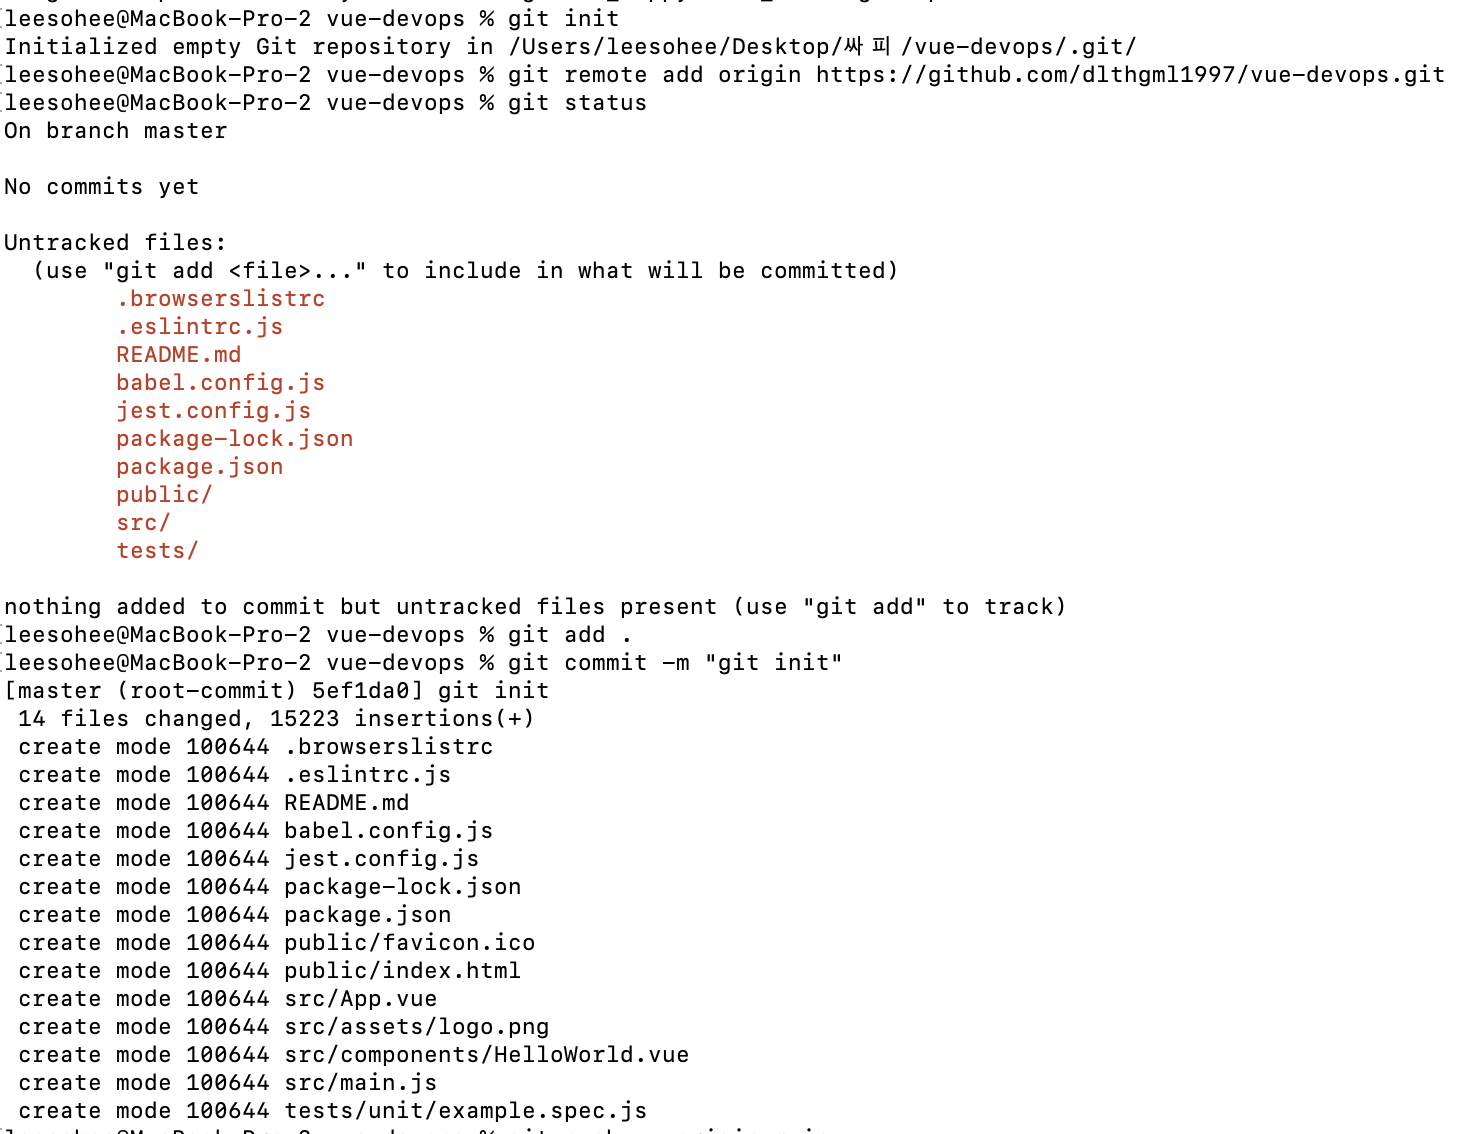 [leesohee@MacBook-Pro-2 vue-devops % git init
Initialized empty Git repository in /Users/leesohee/Desktop/싸피/vue-devops/.git/
[leesohee@MacBook-Pro-2 vue-devops % git remote add origin https://github.com/dlthgml1997/vue-devops.git
[leesohee@MacBook-Pro-2 vue-devops % git status
On branch master
No commits yet
Untracked files:
(use "git add <file>..." to include in what will be committed)
.browserslistrc
.eslintrc.js
README.md
babel.config.js
jest.config.js
package-lock.json
package.json
public/
src/
tests/
nothing added to commit but untracked files present (use "git add" to track)
[leesohee@MacBook-Pro-2 vue-devops % git add .
[leesohee@MacBook-Pro-2 vue-devops % git commit -m "git init"
[master (root-commit) 5ef1da0] git init
14 files changed, 15223 insertions(+)
create mode 100644 .browserslistrc
create mode 100644 .eslintrc.js
create mode 100644 README.md
create mode 100644 babel.config.js
create mode 100644 jest.config.js
create mode 100644 package-lock.json
create mode 100644 package.json
create mode 100644 public/favicon.ico
create mode 100644 public/index.html
create mode 100644 src/App.vue
create mode 100644 src/assets/logo.png
create mode 100644 src/components/HelloWorld.vue
create mode 100644 src/main.js
create mode 100644 tests/unit/example.spec.js